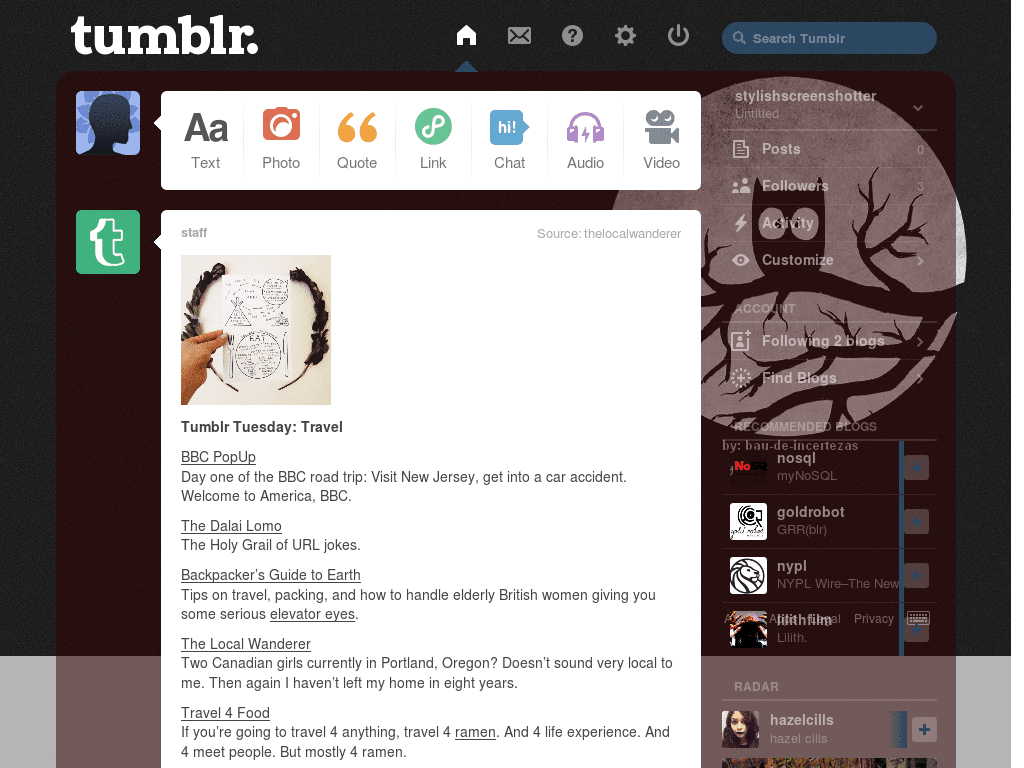 tumblr.
Search Tumblr
Aa
hi!
Text
Photo
Quote
Link
Chat
Audio
Video
stylishscreenshotter
Untitled
Posts 0
Followers 3
Activity
Customize
ACCOUNT
Following 2 blogs
Find Blogs
RECOMMENDED BLOGS
by: bau-de-incertezas
No
nosql
myNoSQL
goldrobot
GRR(blr)
nypl
NYPL Wire–The New
lilithfilm
Legal Privacy
Lilith.
RADAR
hazelcills
hazel cills
staff
Source: thelocalwanderer
EAT
Tumblr Tuesday: Travel
BBC PopUp
Day one of the BBC road trip: Visit New Jersey, get into a car accident.
Welcome to America, BBC.
The Dalai Lomo
The Holy Grail of URL jokes.
Backpacker’s Guide to Earth
Tips on travel, packing, and how to handle elderly British women giving you
some serious elevator eyes.
The Local Wanderer
Two Canadian girls currently in Portland, Oregon? Doesn’t sound very local to
me. Then again I haven’t left my home in eight years.
Travel 4 Food
If you’re going to travel 4 anything, travel 4 ramen. And 4 life experience. And
4 meet people. But mostly 4 ramen.